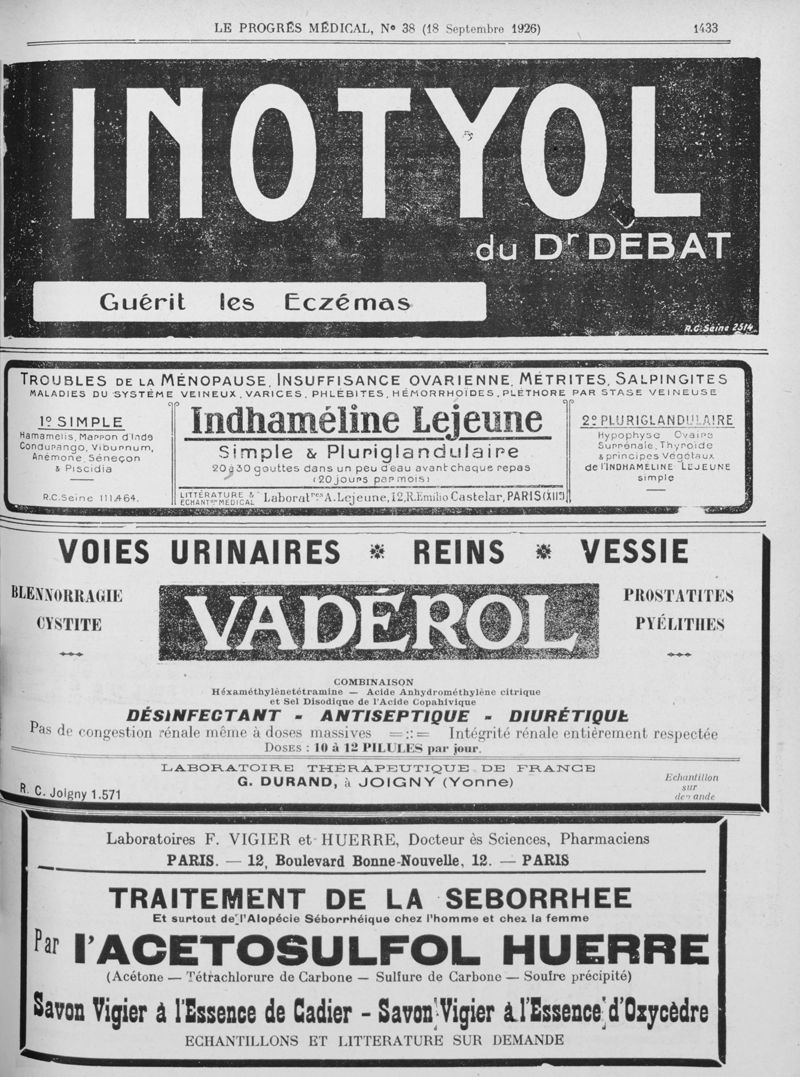 LE PROGRÈS MÉDICAL, Nº 38 (18 Septembre 1926) 1433
INOTYOL
du Dr DEBAT
Guérit les Eczémas
R.C. Seine 2514
TROUBLES DE LA MÉNOPAUSE, INSUFFISANCE OVARIENNE, MÉTRITES, SALPINGITES
MALADIES DU SYSTÈME VEINEUX, VARICES, PHLÉBITES, HÉMORRHOÏDES, PLÉTHORE PAR STASE VEINEUSE
1º SIMPLE
Hamamelis, Marron d'Inde
Condurango, Viburnum,
Anémone, Séneçon
& Piscidia
R.C. Seine 111.464.
Indhaméline Lejeune
Simple & Pluriglandulaire
20 à 30 gouttes dans un peu d'eau avant chaque repas
(20 jours par mois)
LITTÉRATURE &
ÉCHANTons MÉDICAL Laboratres A. Lejeune, 12, R. Emilio Castelar, PARIS (XIIe)
2º PLURIGLANDULAIRE
Hypophyse Ovaire
Surrénale, Thyroïde
& principes Végétaux
de l'INDHAMÉLINE LEJEUNE
simple
VOIES URINAIRES * REINS * VESSIE
BLENNORRAGIE
CYSTITE
VADÉROL
PROSTATITES
PYÉLITHES
COMBINAISON
Héxaméthylènetétramine — Acide Anhydrométhylène citrique
et Sel Disodique de l'Acide Copahivique
DÉSINFECTANT - ANTISEPTIQUE - DIURÉTIQUE
Pas de congestion rénale même à doses massives =::= Intégrité rénale entièrement respectée
DOSES : 10 à 12 PILULES par jour.
LABORATOIRE THÉRAPEUTIQUE DE FRANCE
G. DURAND, à JOIGNY (Yonne)
R. C. Joigny 1.571
Echantillon
sur
demande
Laboratoires F. VIGIER et HUERRE, Docteur ès Sciences, Pharmaciens
PARIS. — 12, Boulevard Bonne-Nouvelle, 12. — PARIS
TRAITEMENT DE LA SEBORRHEE
Et surtout de l'Alopécie Séborrhéique chez l'homme et chez la femme
Par l'ACETOSULFOL HUERRE
(Acétone — Tétrachlorure de Carbone — Sulfure de Carbone — Soufre précipité)
Savon Vigier à l'Essence de Cadier - Savon Vigier à l'Essence d'Oxycèdre
ECHANTILLONS ET LITTERATURE SUR DEMANDE